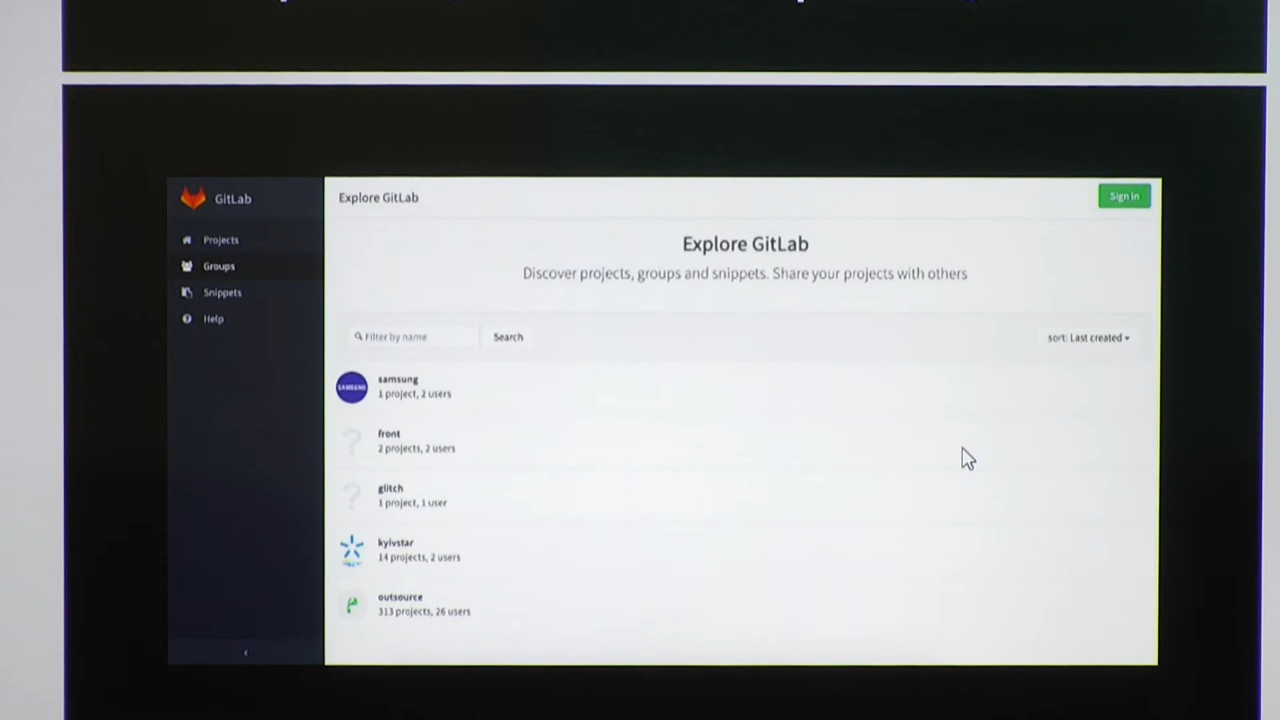 GitLab
Explore GitLab
Sign in
Projects
Groups
Snippets
Help
Explore GitLab
Discover projects, groups and snippets. Share your projects with others
Filter by name
Search
sort: Last created
SAMSUNG
samsung
1 project, 2 users
front
2 projects, 2 users
glitch
1 project, 1 user
kyivstar
14 projects, 2 users
outsource
313 projects, 26 users